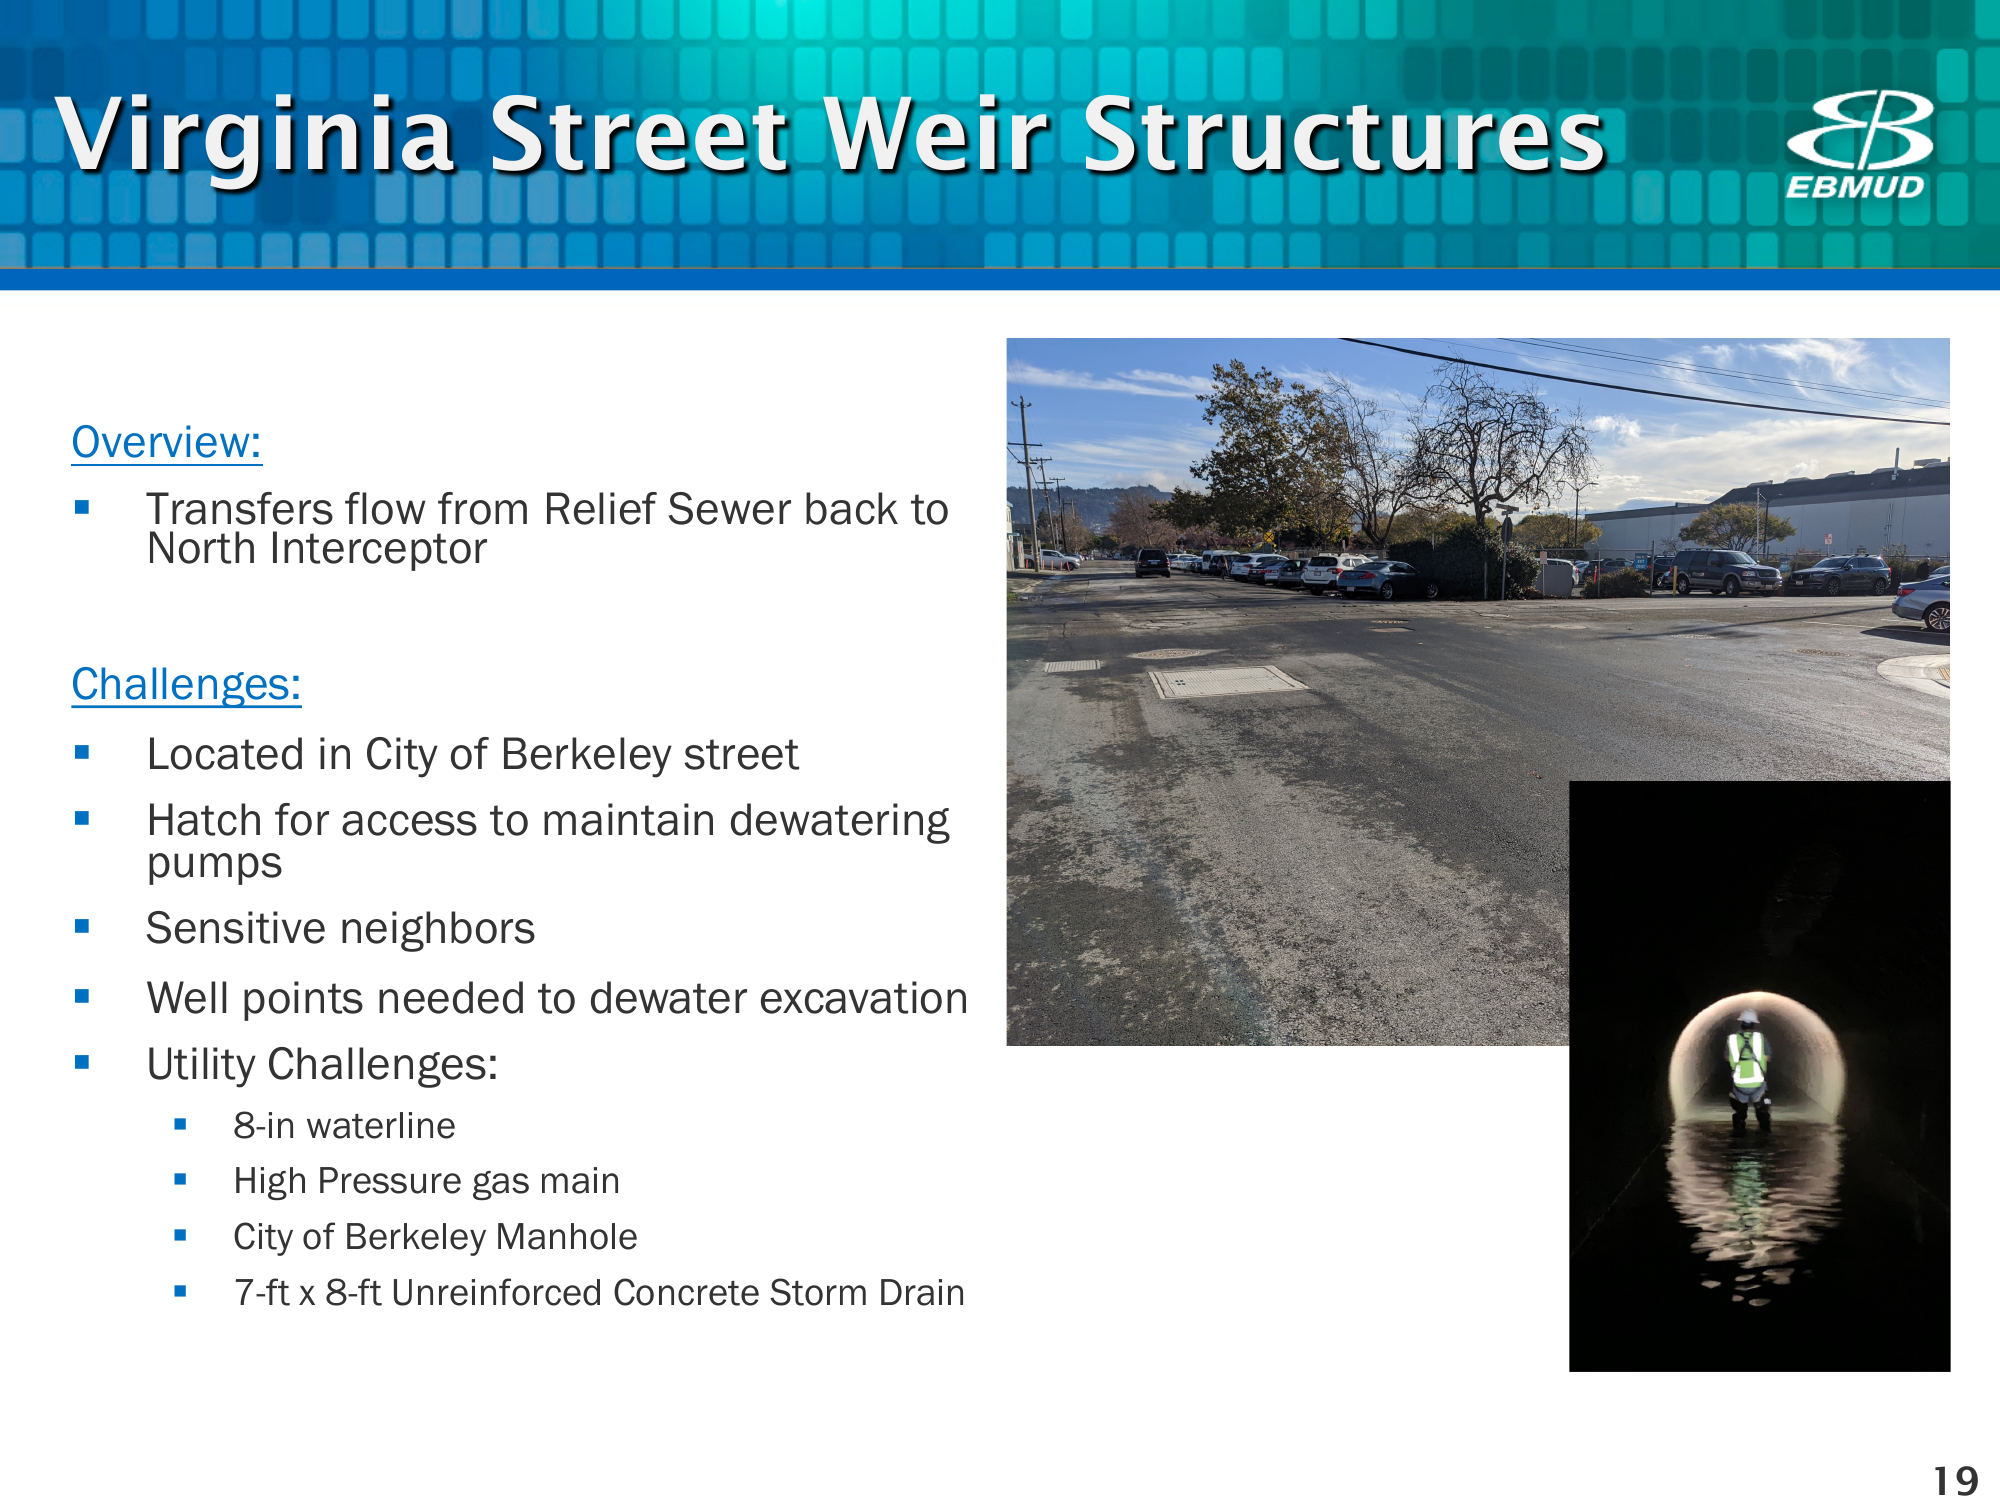 Virginia Street Weir Structures
EBMUD
Overview:
▪ Transfers flow from Relief Sewer back to
North Interceptor
Challenges:
▪ Located in City of Berkeley street
▪ Hatch for access to maintain dewatering
pumps
▪ Sensitive neighbors
▪ Well points needed to dewater excavation
▪ Utility Challenges:
▪ 8-in waterline
▪ High Pressure gas main
▪ City of Berkeley Manhole
▪ 7-ft x 8-ft Unreinforced Concrete Storm Drain
19